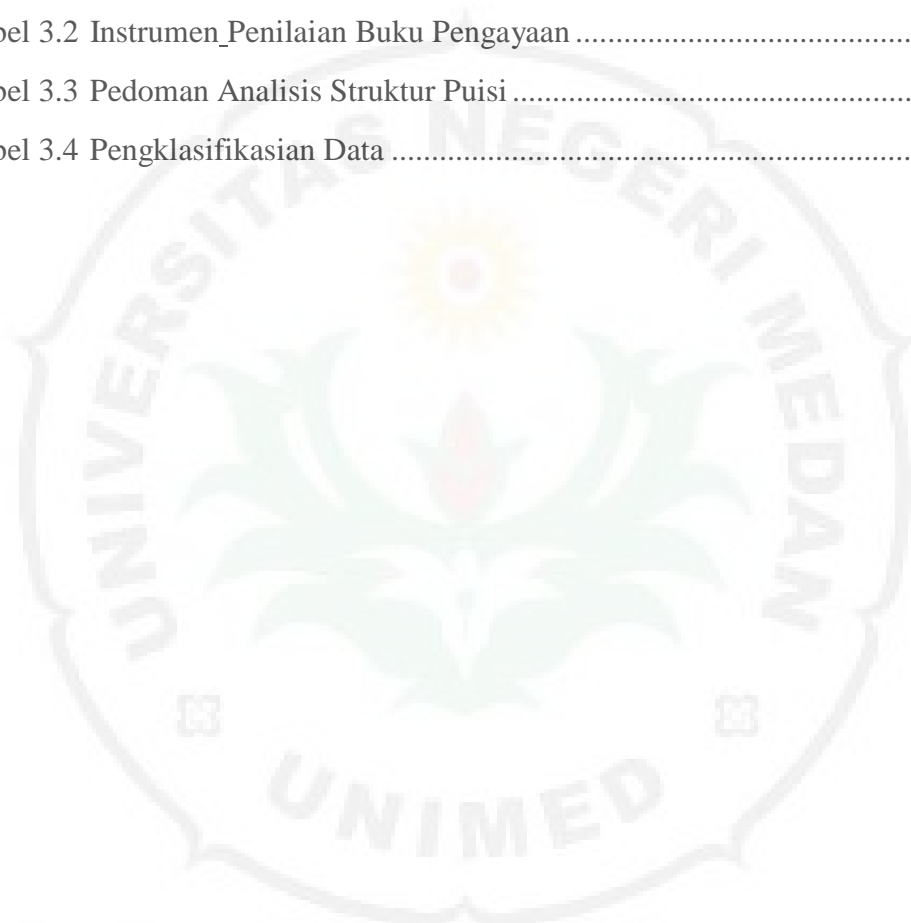 bel 3.2 Instrumen Penilaian Buku Pengayaan ....................................
bel 3.3 Pedoman Analisis Struktur Puisi ...........................................
bel 3.4 Pengklasifikasian Data ........................................................
UNIVERSITAS NEGERI MEDAN
UNIMED